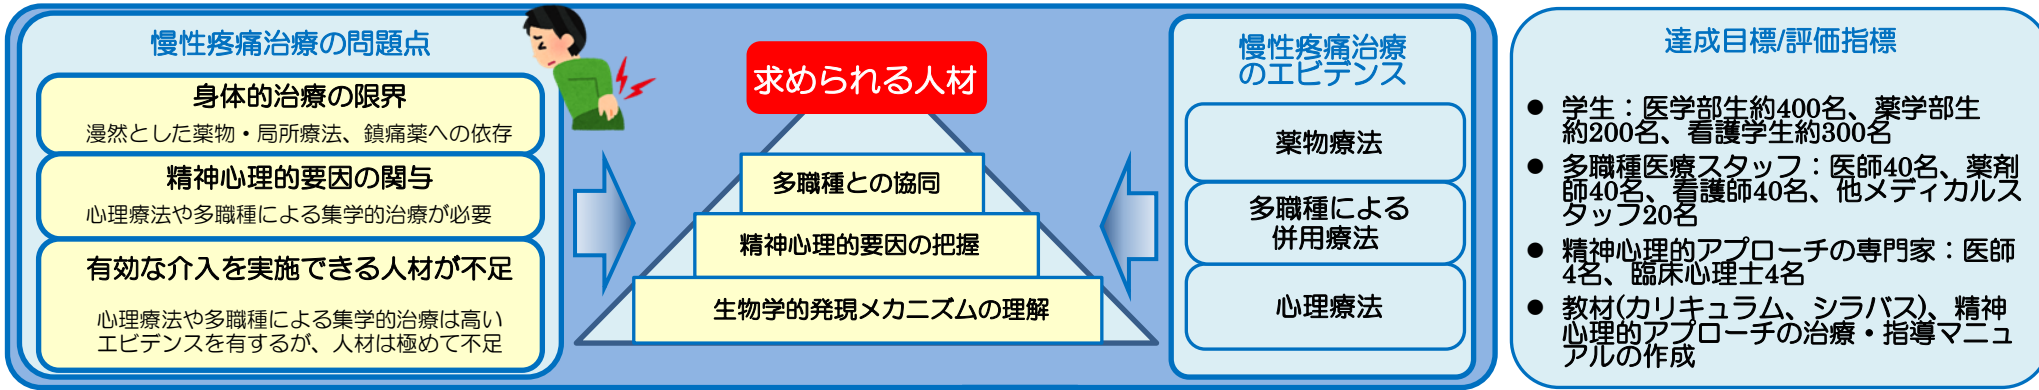 慢性疼痛治療の問題点
身体的治療の限界
漫然とした薬物・局所療法、鎮痛薬への依存
精神心理的要因の関与
心理療法や多職種による集学的治療が必要
有効な介入を実施できる人材が不足
心理療法や多職種による集学的治療は高い
エビデンスを有するが、人材は極めて不足
求められる人材
多職種との協同
精神心理的要因の把握
生物学的発現メカニズムの理解
慢性疼痛治療
のエビデンス
薬物療法
多職種による
併用療法
心理療法
達成目標/評価指標
● 学生：医学部生約400名、薬学部生
約200名、看護学生約300名
● 多職種医療スタッフ：医師40名、薬剤
師40名、看護師40名、他メディカルス
タッフ20名
● 精神心理的アプローチの専門家：医師
4名、臨床心理士4名
● 教材(カリキュラム、シラバス)、精神
心理的アプローチの治療・指導マニュ
アルの作成